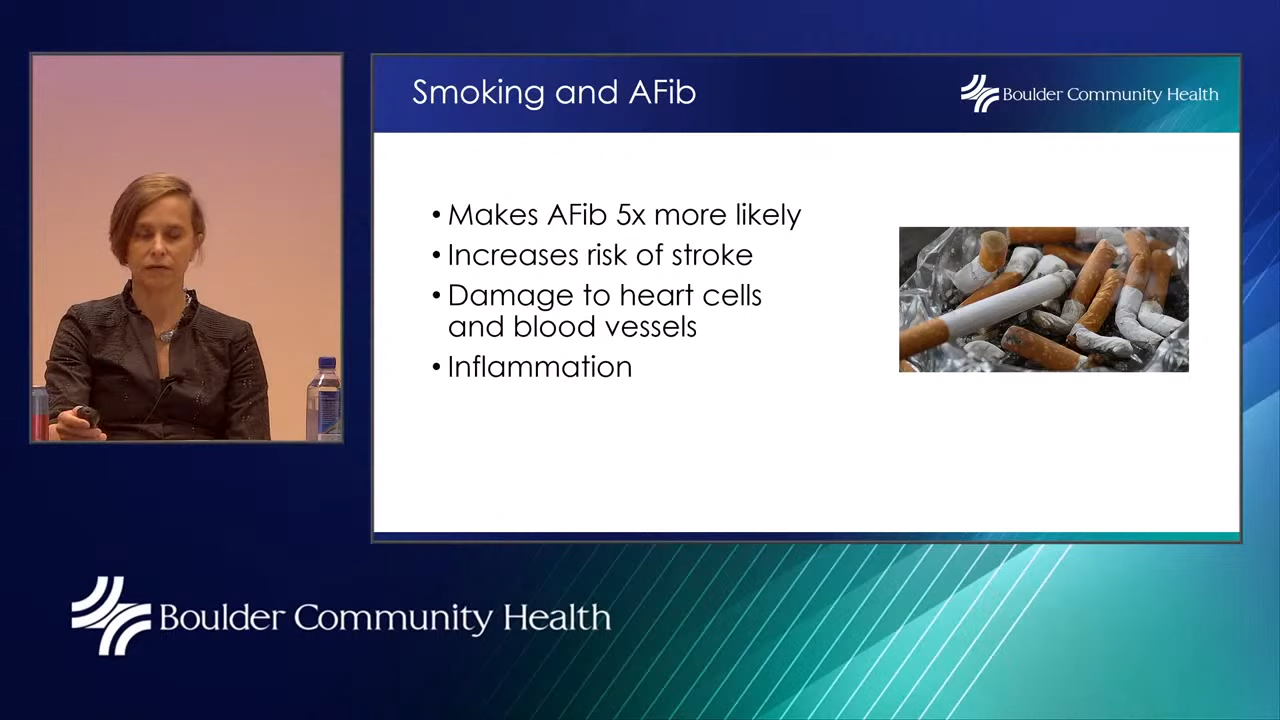 Smoking and AFib
Boulder Community Health
• Makes AFib 5x more likely
• Increases risk of stroke
• Damage to heart cells
and blood vessels
• Inflammation
Boulder Community Health